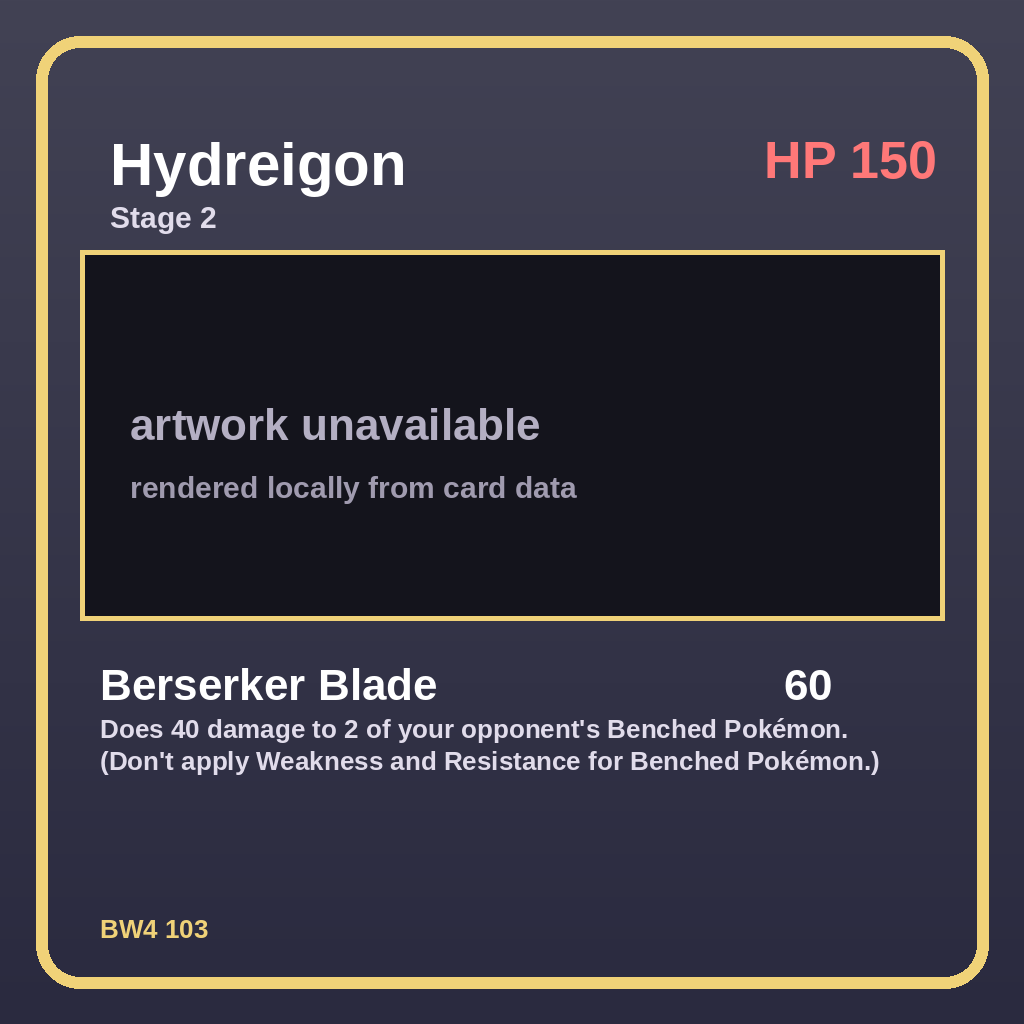 Hydreigon
HP 150
Stage 2
artwork unavailable
rendered locally from card data
Berserker Blade
60
Does 40 damage to 2 of your opponent's Benched Pokémon.
(Don't apply Weakness and Resistance for Benched Pokémon.)
BW4 103